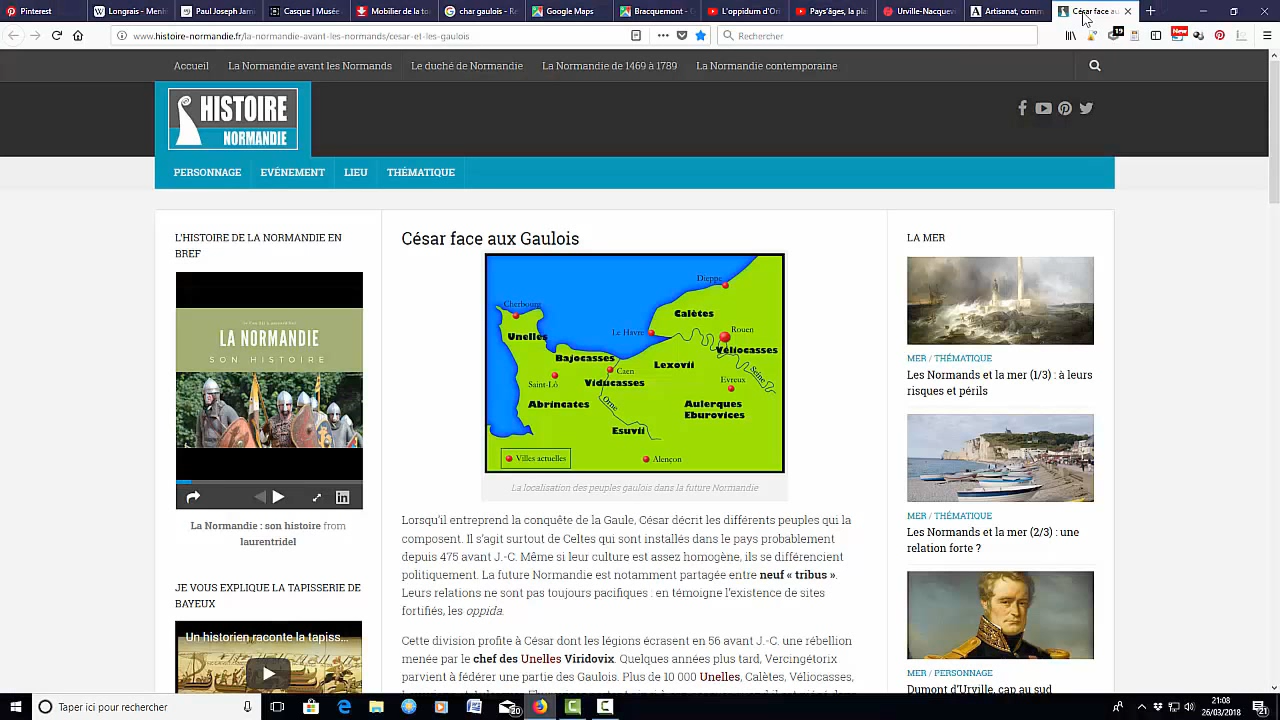 Pinterest
Longrais - Men
Paul Joseph Jam
Casque | Musée
Mobilier de la to
char gaulois - Re
Google Maps
Bracquemont - G
L'oppidum d'Or
Pays'âges, la pla
Urville-Nacquev
Artisanat, comm
César face au
www.histoire-normandie.fr/la-normandie-avant-les-normands/cesar-et-les-gaulois
Rechercher
19
New
Accueil
La Normandie avant les Normands
Le duché de Normandie
La Normandie de 1469 à 1789
La Normandie contemporaine
HISTOIRE
NORMANDIE
PERSONNAGE
EVÉNEMENT
LIEU
THÉMATIQUE
L'HISTOIRE DE LA NORMANDIE EN
BREF
LA NORMANDIE
SON HISTOIRE
in
La Normandie : son histoire from
laurentridel
JE VOUS EXPLIQUE LA TAPISSERIE DE
BAYEUX
Un historien raconte la tapiss...
César face aux Gaulois
Dieppe
Cherbourg
Calètes
Le Havre
Rouen
Unelles
Véliocasses
Bajocasses
Lexovii
Caen
Seine
Saint-Lô
Viducasses
Evreux
Abrincates
Orne
Aulerques
Eburovices
Esuvii
Villes actuelles
Alençon
La localisation des peuples gaulois dans la future Normandie
Lorsqu'il entreprend la conquête de la Gaule, César décrit les différents peuples qui la
composent. Il s'agit surtout de Celtes qui sont installés dans le pays probablement
depuis 475 avant J.-C. Même si leur culture est assez homogène, ils se différencient
politiquement. La future Normandie est notamment partagée entre neuf « tribus ».
Leurs relations ne sont pas toujours pacifiques : en témoigne l'existence de sites
fortifiés, les oppida.
Cette division profite à César dont les légions écrasent en 56 avant J.-C. une rébellion
menée par le chef des Unelles Viridovix. Quelques années plus tard, Vercingétorix
parvient à fédérer une partie des Gaulois. Plus de 10 000 Unelles, Calètes, Véliocasses,
LA MER
MER / THÉMATIQUE
Les Normands et la mer (1/3) : à leurs
risques et périls
MER / THÉMATIQUE
Les Normands et la mer (2/3) : une
relation forte ?
MER / PERSONNAGE
Dumont d'Urville, cap au sud
Taper ici pour rechercher
21:08
26/03/2018